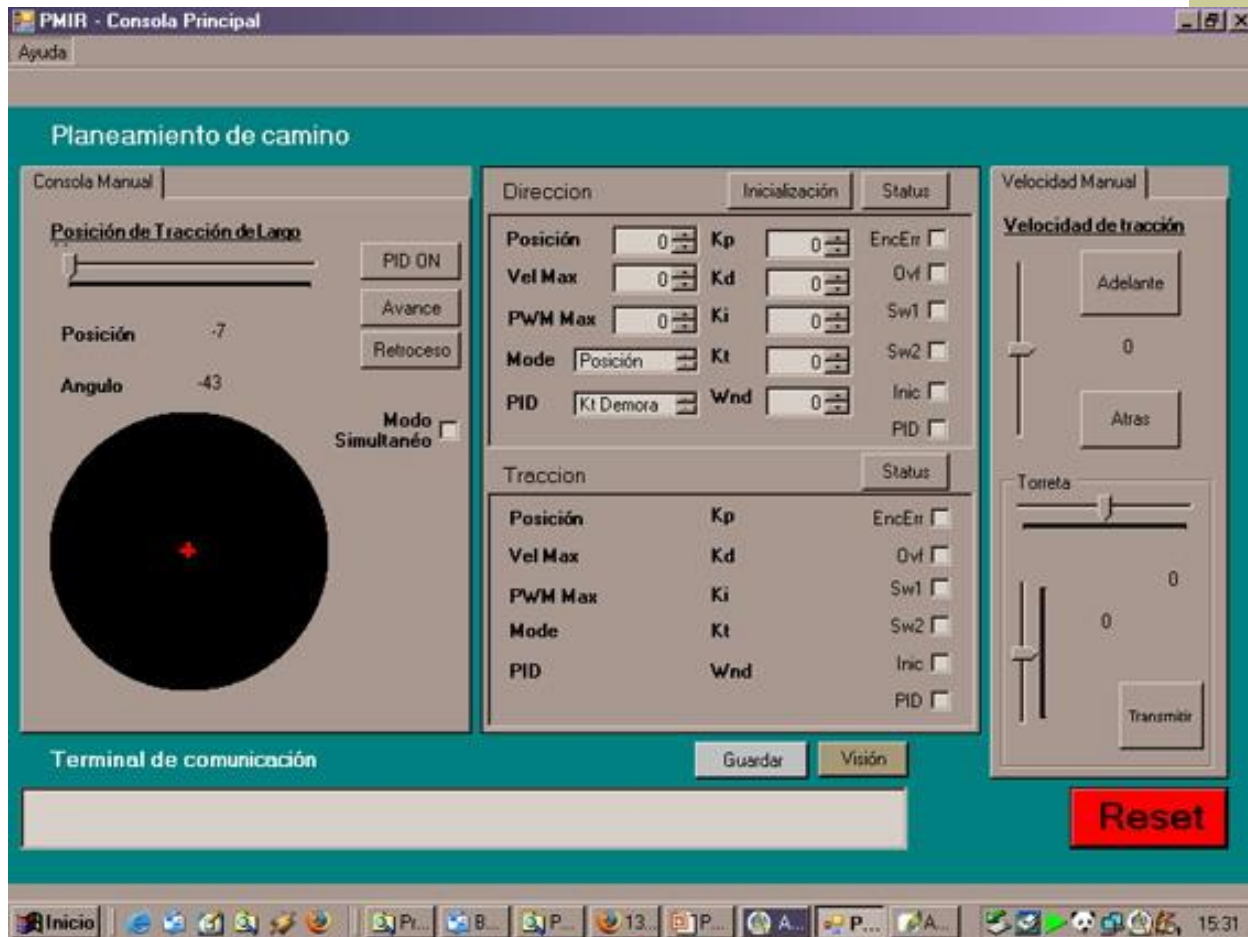 PMIR - Consola Principal
Ayuda
Planeamiento de camino
Consola Manual
Posición de Tracción de Largo
PID ON
Avance
Retroceso
Posición -7
Angulo -43
Modo
Simultanéo
Direccion Inicialización Status
Posición 0 Kp 0 EncErr
Vel Max 0 Kd 0 Ovf
PWM Max 0 Ki 0 Sw1
Mode Posición Kt 0 Sw2
PID Kt Demora Wnd 0 Inic
PID
Traccion Status
Posición Kp EncErr
Vel Max Kd Ovf
PWM Max Ki Sw1
Mode Kt Sw2
PID Wnd Inic
PID
Velocidad Manual
Velocidad de tracción
Adelante
0
Atras
Torreta
0
0
Transmitir
Terminal de comunicación
Guardar Visión
Reset
Inicio Pr... B... P... 13... P... A... P... A... 15:31